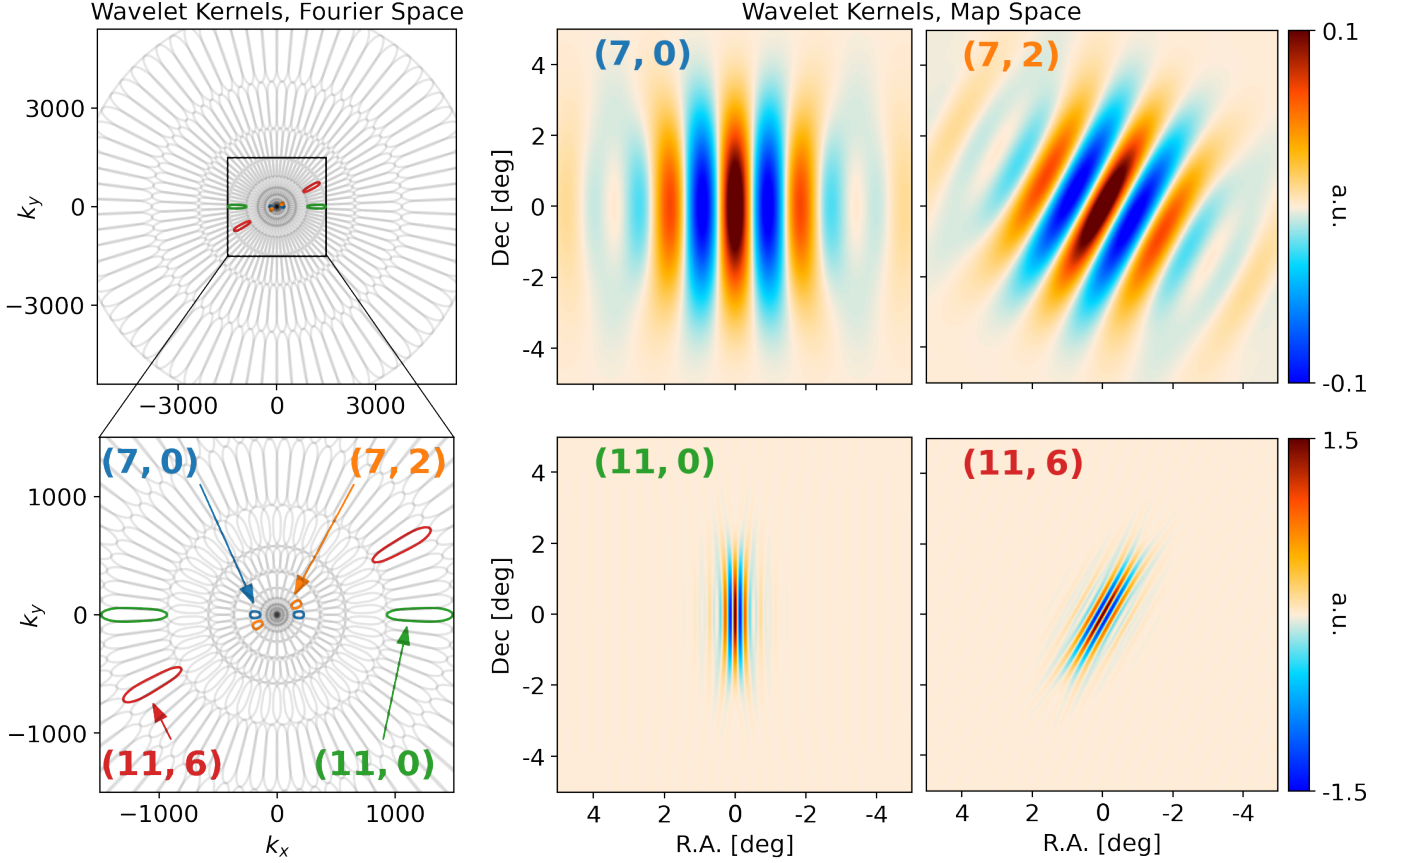 Wavelet Kernels, Fourier Space
Wavelet Kernels, Map Space
3000
0
−3000
k_y
−3000 0 3000
(7, 0)
4
2
0
-2
-4
Dec [deg]
(7, 2)
0.1
a.u.
-0.1
(7, 0)
(7, 2)
1000
0
−1000
k_y
(11, 6)
(11, 0)
−1000 0 1000
k_x
(11, 0)
4
2
0
-2
-4
Dec [deg]
4 2 0 -2 -4
R.A. [deg]
(11, 6)
4 2 0 -2 -4
R.A. [deg]
1.5
a.u.
-1.5